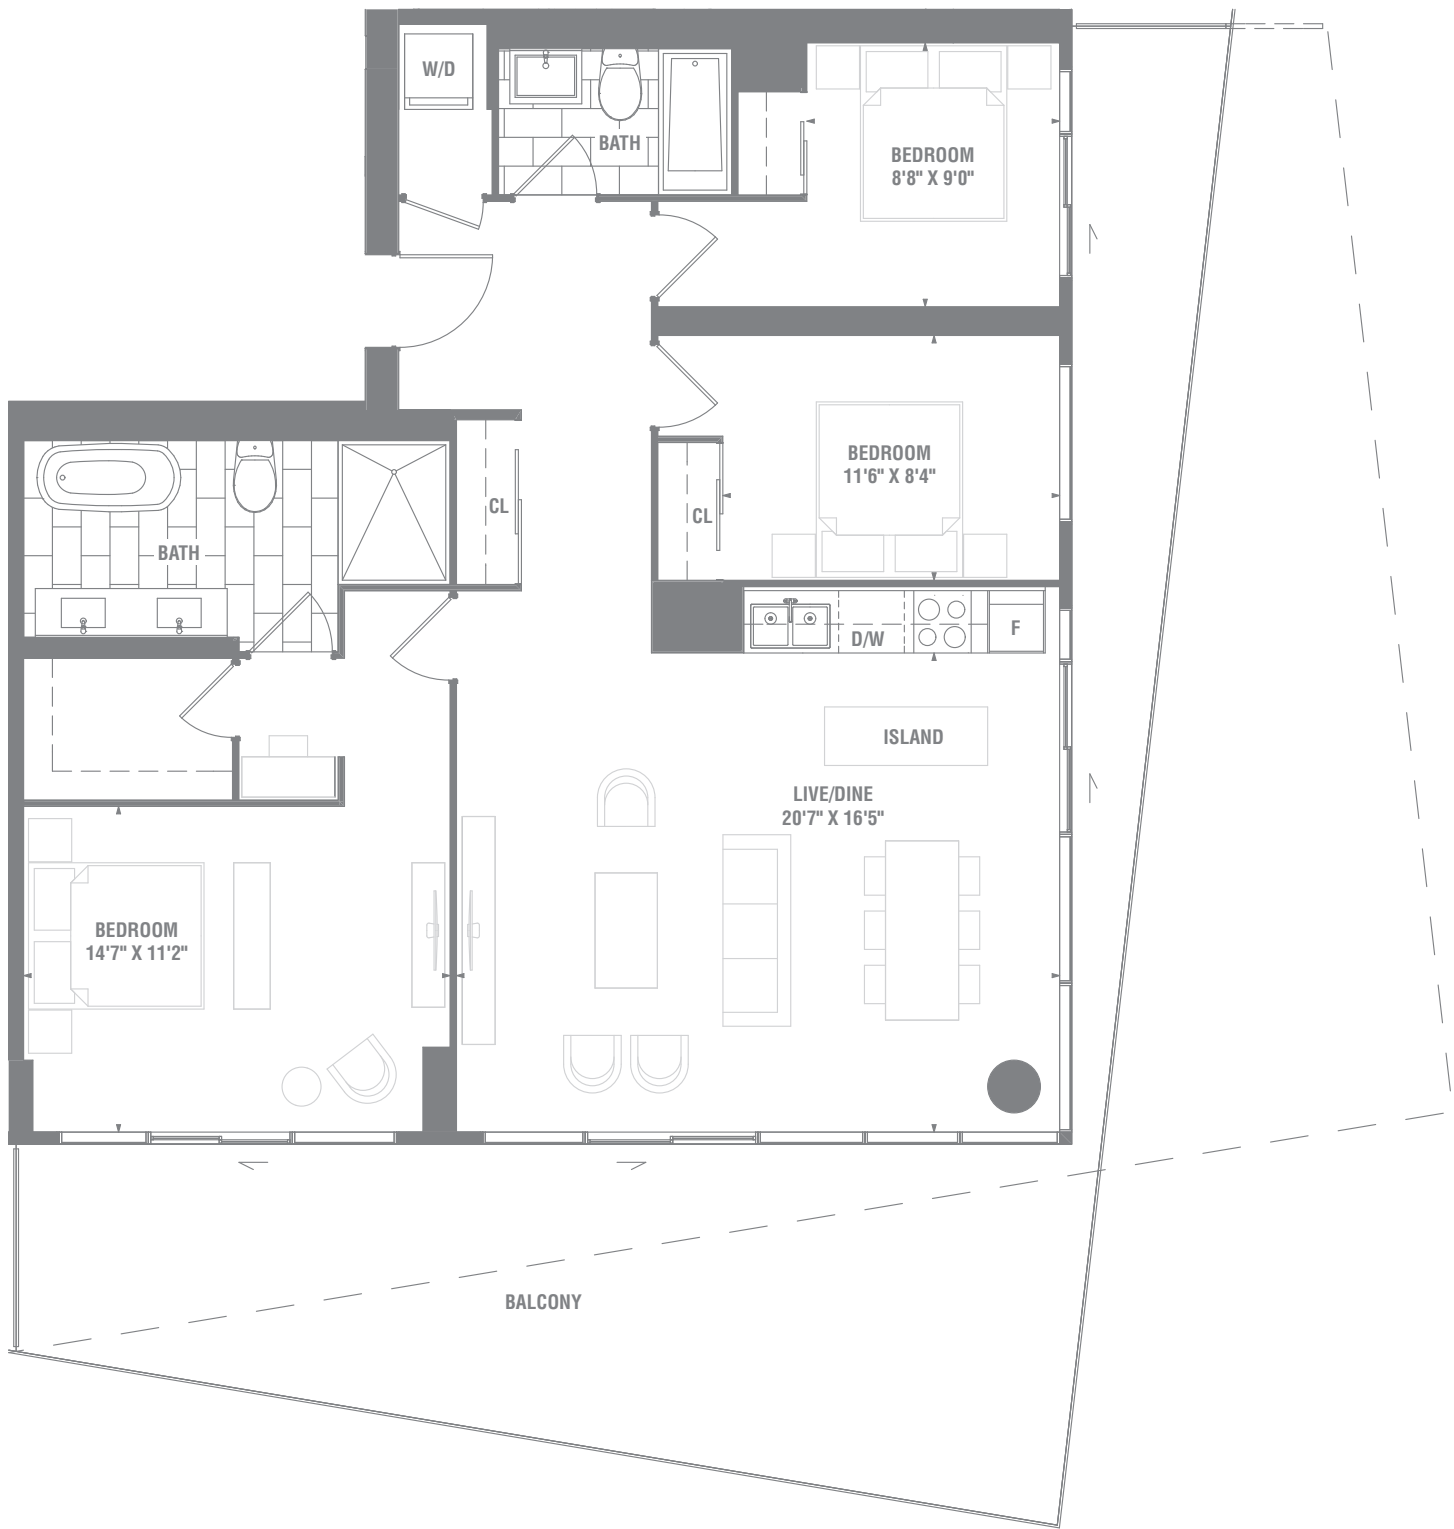 W/D
BATH
BEDROOM
8'8" X 9'0"
BEDROOM
11'6" X 8'4"
CL
CL
BATH
D/W
F
ISLAND
LIVE/DINE
20'7" X 16'5"
BEDROOM
14'7" X 11'2"
BALCONY